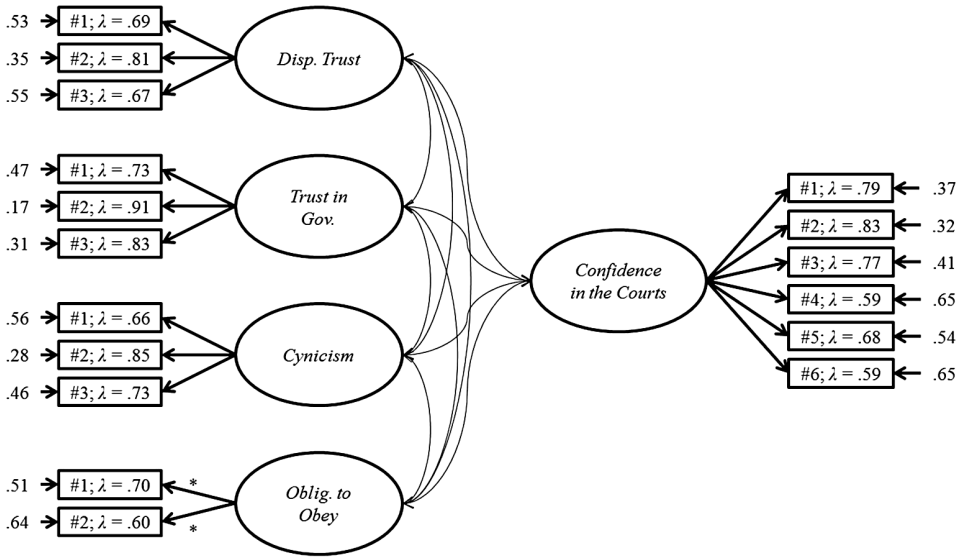 .53 #1; λ = .69
.35 #2; λ = .81
.55 #3; λ = .67
Disp. Trust
.47 #1; λ = .73
.17 #2; λ = .91
.31 #3; λ = .83
Trust in
Gov.
.56 #1; λ = .66
.28 #2; λ = .85
.46 #3; λ = .73
Cynicism
.51 #1; λ = .70 *
.64 #2; λ = .60 *
Oblig. to
Obey
Confidence
in the Courts
#1; λ = .79 .37
#2; λ = .83 .32
#3; λ = .77 .41
#4; λ = .59 .65
#5; λ = .68 .54
#6; λ = .59 .65